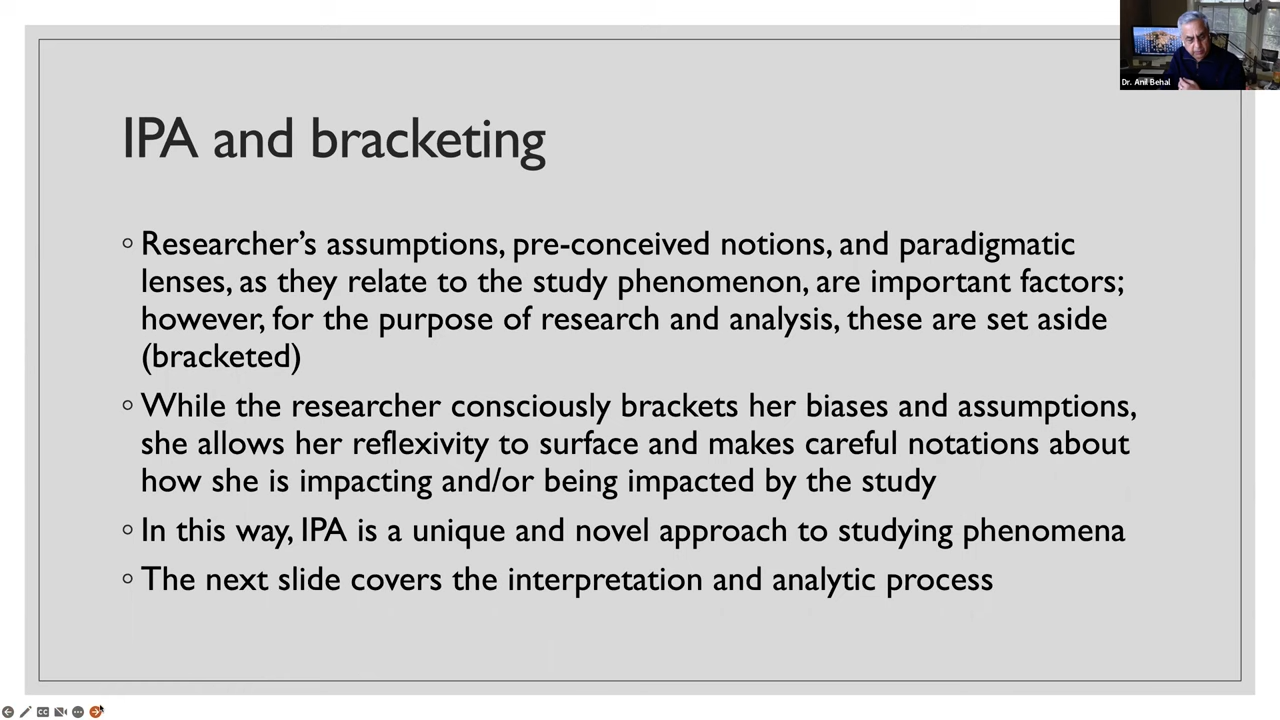 Dr. Anil Behal
IPA and bracketing
◦ Researcher’s assumptions, pre-conceived notions, and paradigmatic
lenses, as they relate to the study phenomenon, are important factors;
however, for the purpose of research and analysis, these are set aside
(bracketed)
◦ While the researcher consciously brackets her biases and assumptions,
she allows her reflexivity to surface and makes careful notations about
how she is impacting and/or being impacted by the study
◦ In this way, IPA is a unique and novel approach to studying phenomena
◦ The next slide covers the interpretation and analytic process
CC